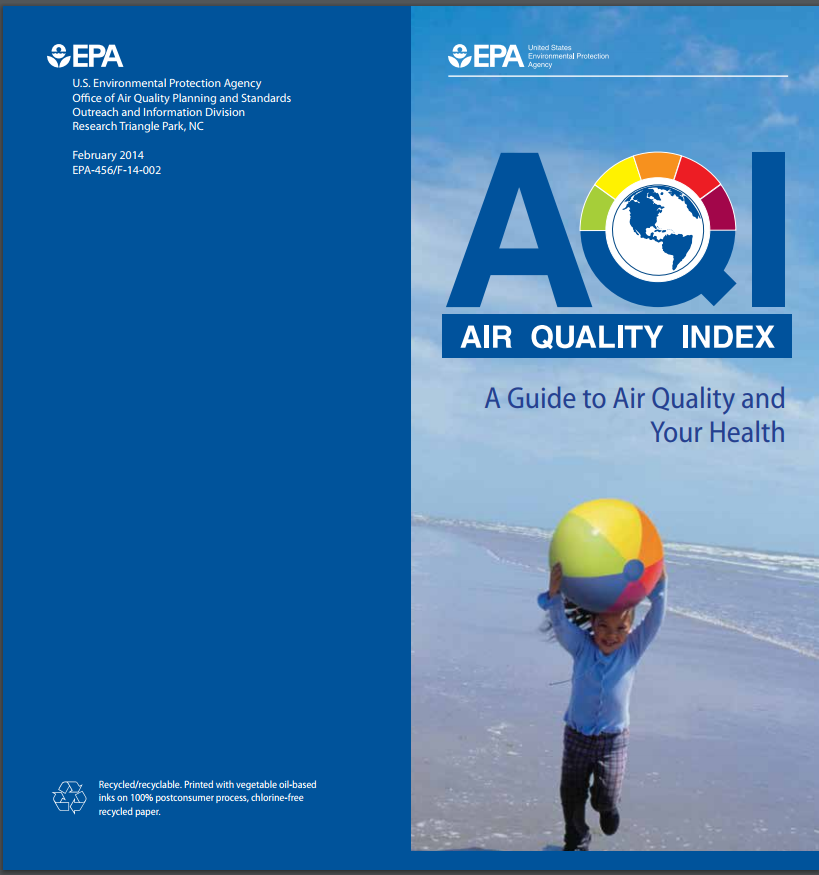 EPA
U.S. Environmental Protection Agency
Office of Air Quality Planning and Standards
Outreach and Information Division
Research Triangle Park, NC
February 2014
EPA-456/F-14-002
Recycled/recyclable. Printed with vegetable oil-based
inks on 100% postconsumer process, chlorine-free
recycled paper.
EPA
United States
Environmental Protection
Agency
AQI
AIR QUALITY INDEX
A Guide to Air Quality and
Your Health